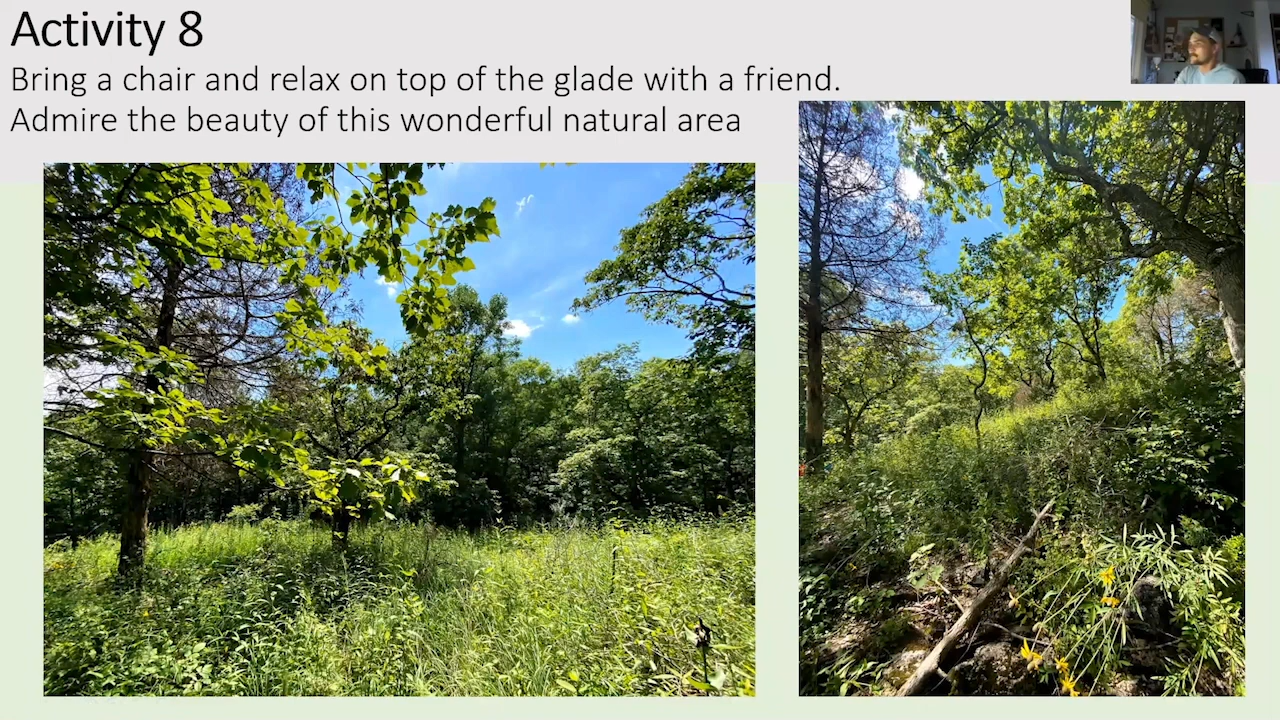 Activity 8
Bring a chair and relax on top of the glade with a friend.
Admire the beauty of this wonderful natural area